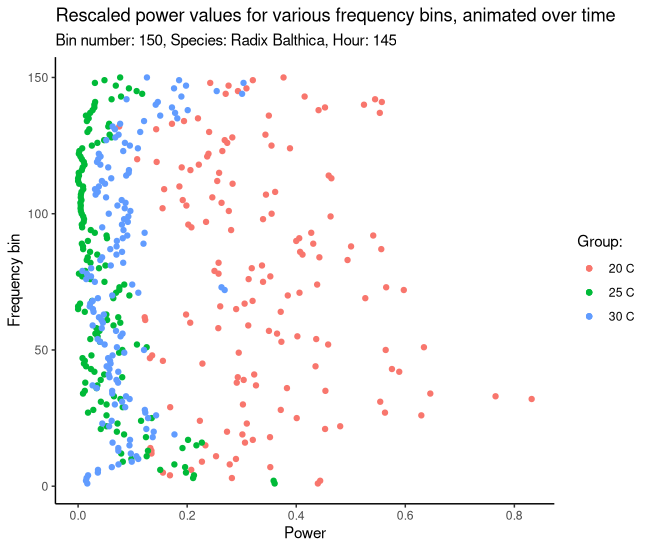 Rescaled power values for various frequency bins, animated over time
Bin number: 150, Species: Radix Balthica, Hour: 145
150
100
50
0
Frequency bin
0.0 0.2 0.4 0.6 0.8
Power
Group:
20 C
25 C
30 C